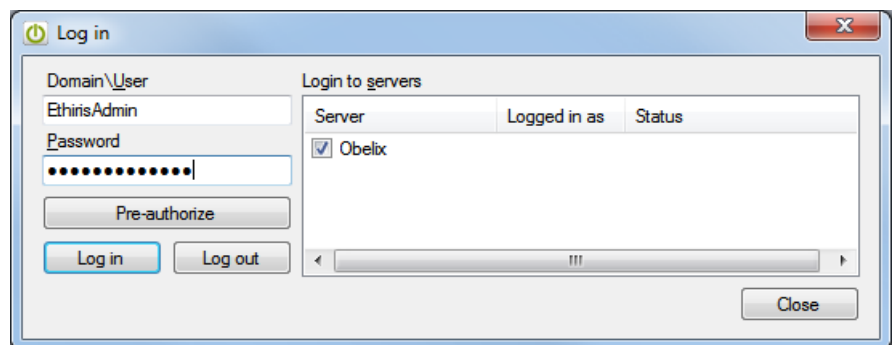 Log in
Domain\User
EthirisAdmin
Password
•••••••••••••
Pre-authorize
Log in
Log out
Login to servers
Server
Logged in as
Status
Obelix
Close